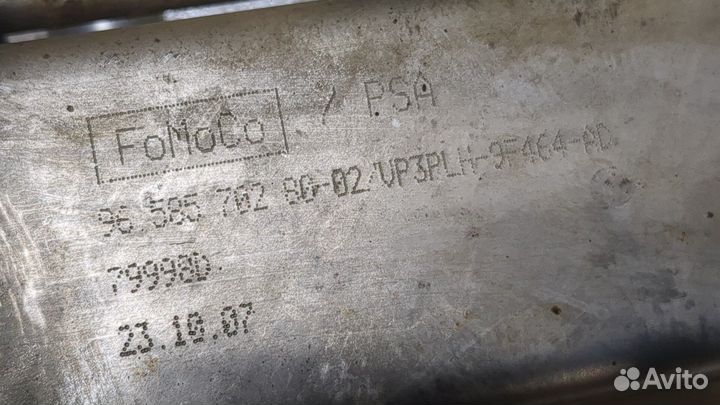 FoMoCo / PSA
96 585 702 80-02/VP3PLH-9F464-AD
79998D
23.10.07
Avito